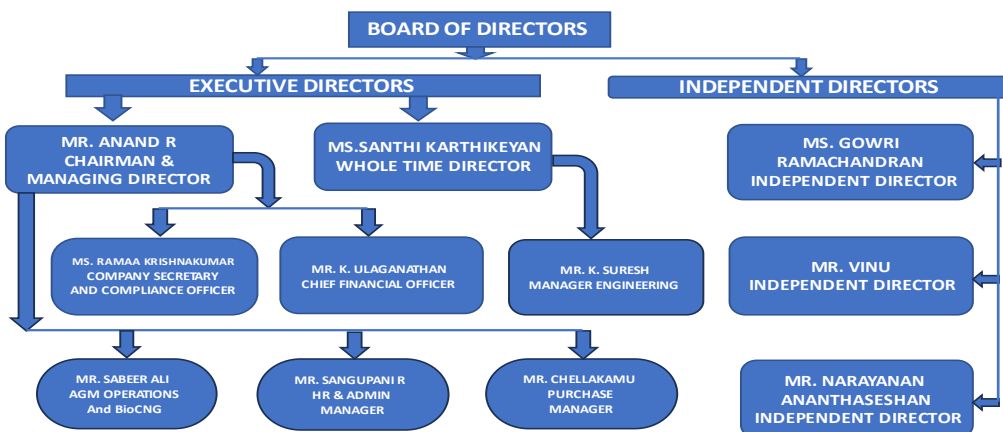 BOARD OF DIRECTORS
EXECUTIVE DIRECTORS
INDEPENDENT DIRECTORS
MR. ANAND R
CHAIRMAN &
MANAGING DIRECTOR
MS.SANTHI KARTHIKEYAN
WHOLE TIME DIRECTOR
MS. GOWRI
RAMACHANDRAN
INDEPENDENT DIRECTOR
MS. RAMAA KRISHNAKUMAR
COMPANY SECRETARY
AND COMPLIANCE OFFICER
MR. K. ULAGANATHAN
CHIEF FINANCIAL OFFICER
MR. K. SURESH
MANAGER ENGINEERING
MR. VINU
INDEPENDENT DIRECTOR
MR. SABEER ALI
AGM OPERATIONS
And BioCNG
MR. SANGUPANI R
HR & ADMIN
MANAGER
MR. CHELLAKAMU
PURCHASE
MANAGER
MR. NARAYANAN
ANANTHASESHAN
INDEPENDENT DIRECTOR